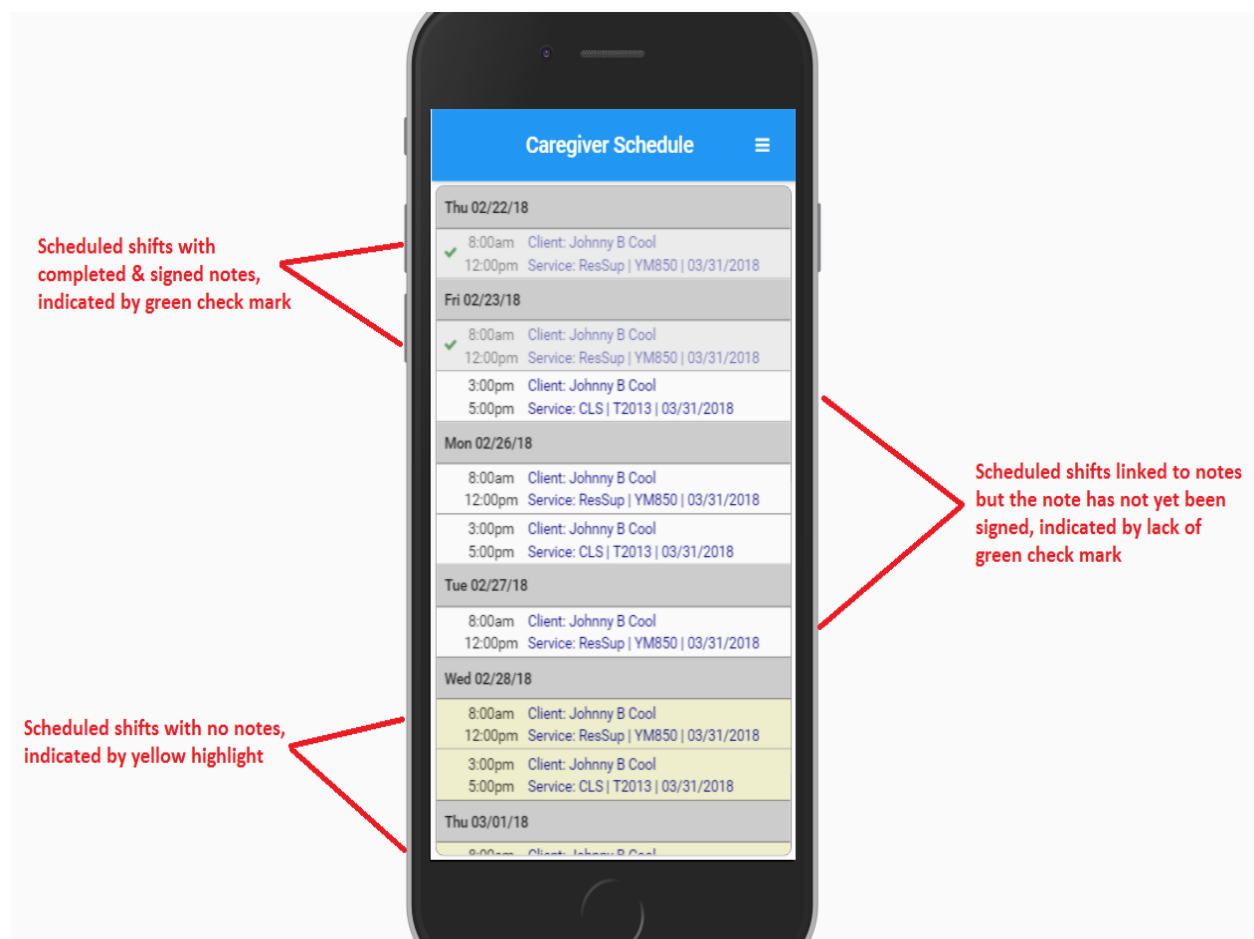 Caregiver Schedule
Thu 02/22/18
8:00am Client: Johnny B Cool
12:00pm Service: ResSup | YM850 | 03/31/2018
Fri 02/23/18
8:00am Client: Johnny B Cool
12:00pm Service: ResSup | YM850 | 03/31/2018
3:00pm Client: Johnny B Cool
5:00pm Service: CLS | T2013 | 03/31/2018
Mon 02/26/18
8:00am Client: Johnny B Cool
12:00pm Service: ResSup | YM850 | 03/31/2018
3:00pm Client: Johnny B Cool
5:00pm Service: CLS | T2013 | 03/31/2018
Tue 02/27/18
8:00am Client: Johnny B Cool
12:00pm Service: ResSup | YM850 | 03/31/2018
Wed 02/28/18
8:00am Client: Johnny B Cool
12:00pm Service: ResSup | YM850 | 03/31/2018
3:00pm Client: Johnny B Cool
5:00pm Service: CLS | T2013 | 03/31/2018
Thu 03/01/18
8:00am Client: Johnny B Cool
Scheduled shifts with
completed & signed notes,
indicated by green check mark
Scheduled shifts with no notes,
indicated by yellow highlight
Scheduled shifts linked to notes
but the note has not yet been
signed, indicated by lack of
green check mark